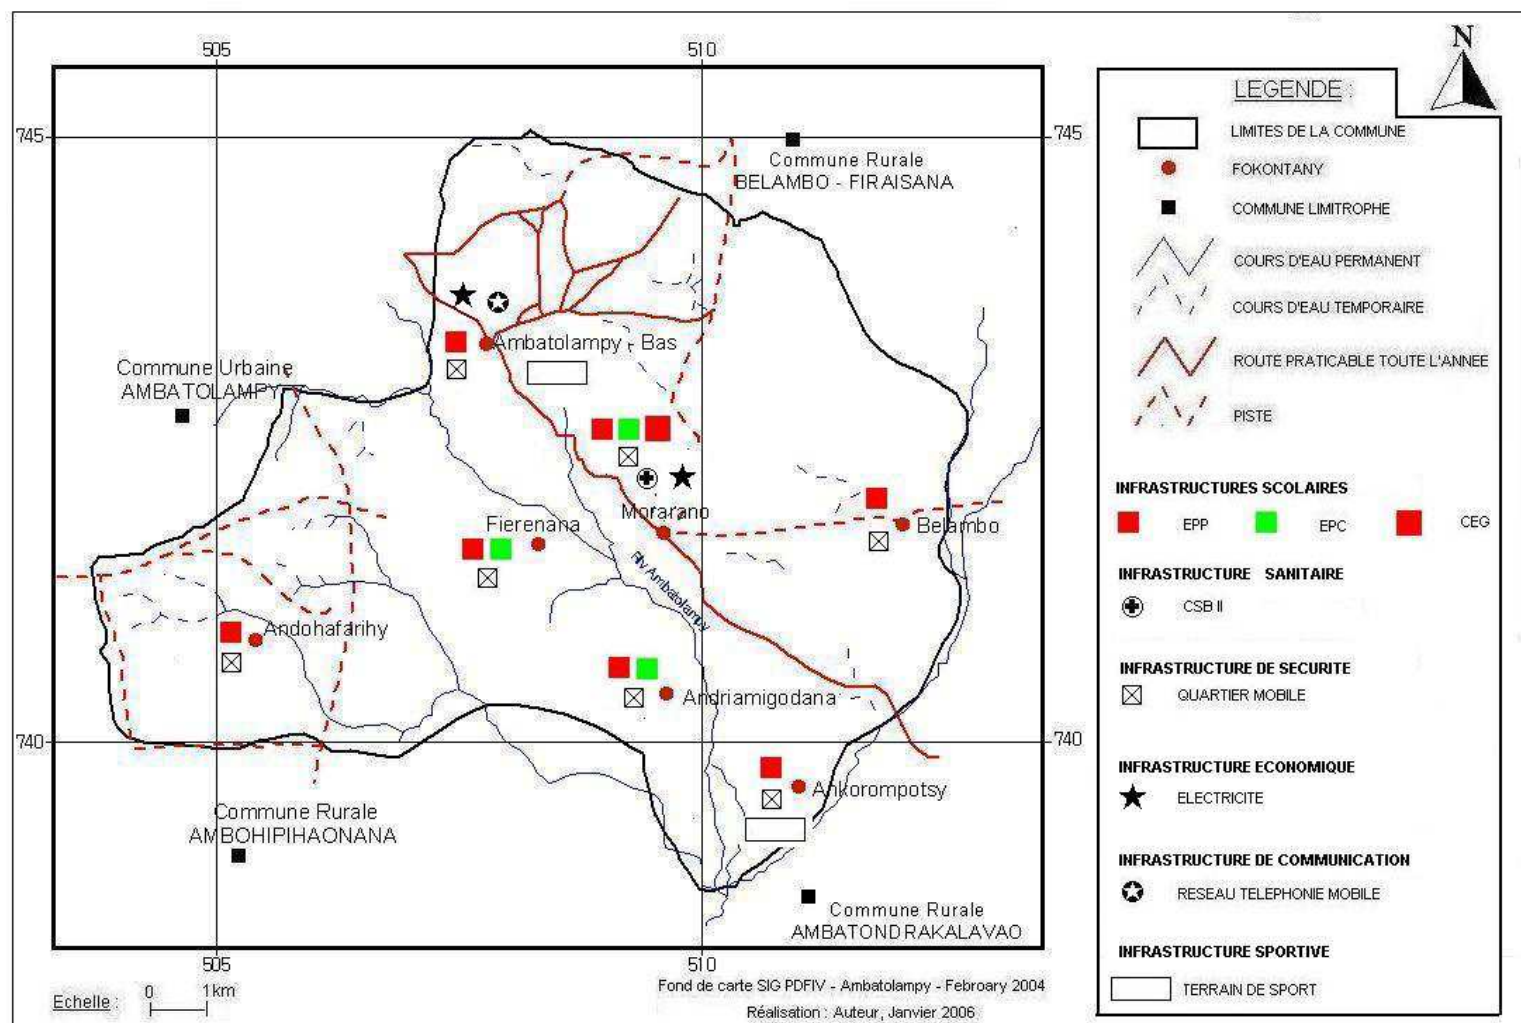 505
510
N
745
745
Commune Rurale
BELAMBO - FIRAISANA
Ambatolampy - Bas
Commune Urbaine
AMBATOLAMPY
Fierenana
Morarano
Belambo
Riv Ambatolampy
Andohafarihy
Andriamigodana
740
740
Ankorompotsy
Commune Rurale
AMBOHIPIHAONANA
Commune Rurale
AMBATONDRAKALAVAO
505
510
Echelle :
0
1km
Fond de carte SIG PDFIV - Ambatolampy - Febroary 2004
Réalisation : Auteur, Janvier 2006
LEGENDE :
LIMITES DE LA COMMUNE
FOKONTANY
COMMUNE LIMITROPHE
COURS D'EAU PERMANENT
COURS D'EAU TEMPORAIRE
ROUTE PRATICABLE TOUTE L'ANNEE
PISTE
INFRASTRUCTURES SCOLAIRES
EPP
EPC
CEG
INFRASTRUCTURE SANITAIRE
CSB II
INFRASTRUCTURE DE SECURITE
QUARTIER MOBILE
INFRASTRUCTURE ECONOMIQUE
ELECTRICITE
INFRASTRUCTURE DE COMMUNICATION
RESEAU TELEPHONIE MOBILE
INFRASTRUCTURE SPORTIVE
TERRAIN DE SPORT